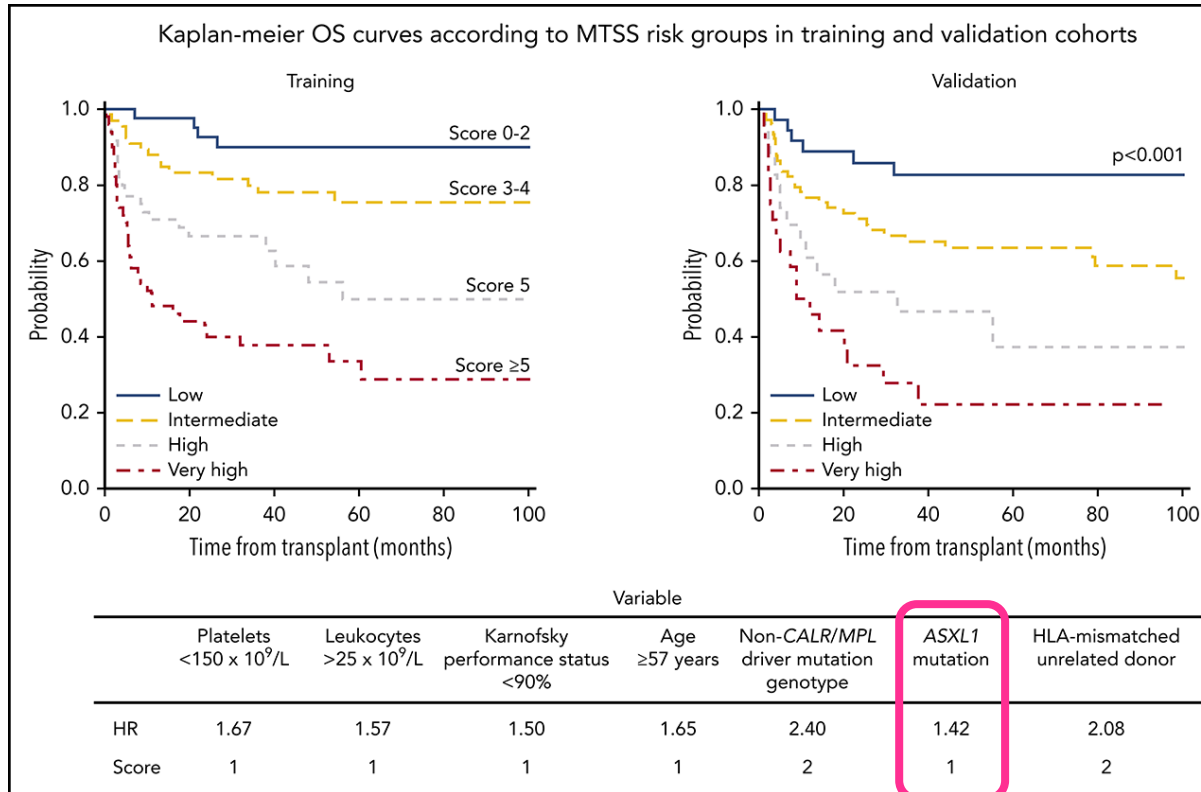 Kaplan-meier OS curves according to MTSS risk groups in training and validation cohorts
Training
1.0
0.8
0.6
0.4
0.2
0.0
Probability
Score 0-2
Score 3-4
Score 5
Score ≥5
Low
Intermediate
High
Very high
0 20 40 60 80 100
Time from transplant (months)
Validation
1.0
0.8
0.6
0.4
0.2
0.0
Probability
p<0.001
Low
Intermediate
High
Very high
0 20 40 60 80 100
Time from transplant (months)
Variable
Platelets <150 x 10⁹/L
Leukocytes >25 x 10⁹/L
Karnofsky performance status <90%
Age ≥57 years
Non-CALR/MPL driver mutation genotype
ASXL1 mutation
HLA-mismatched unrelated donor
HR 1.67 1.57 1.50 1.65 2.40 1.42 2.08
Score 1 1 1 1 2 1 2